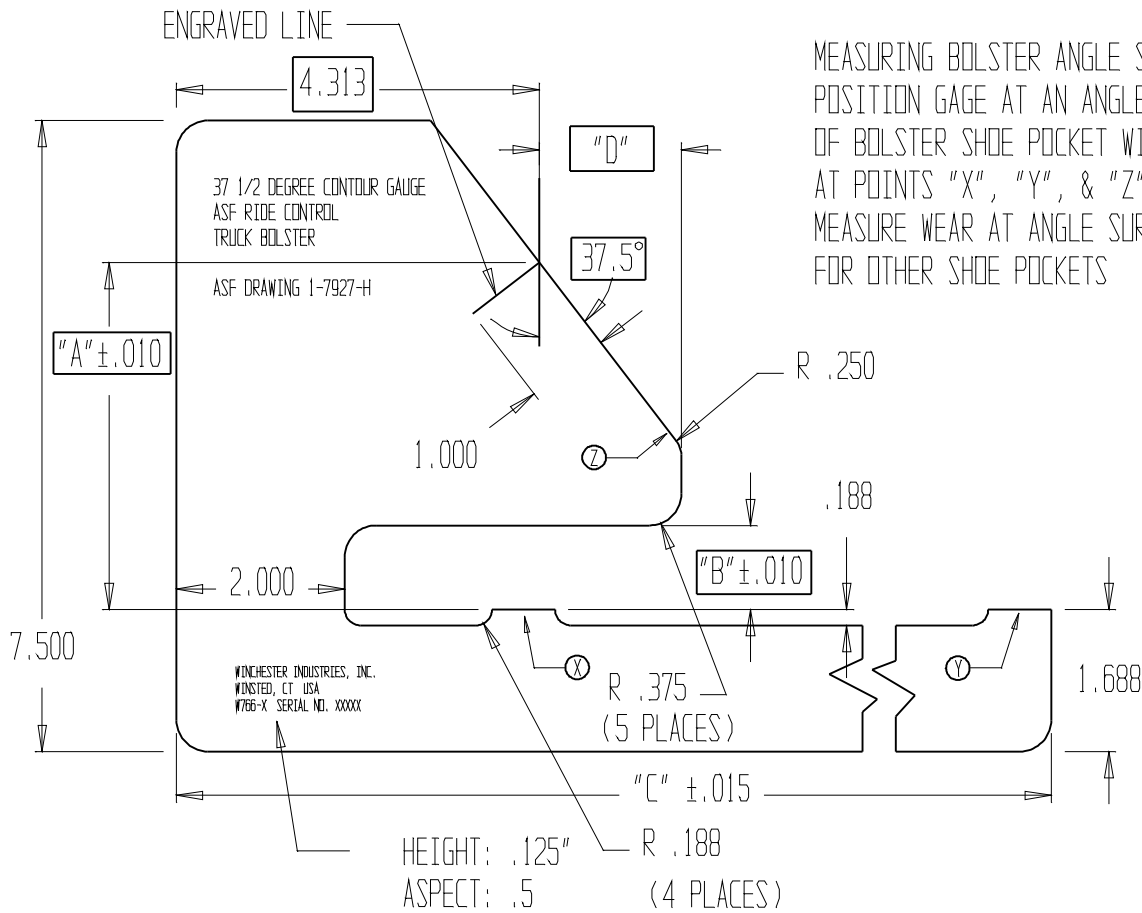 ENGRAVED LINE
4.313
"D"
MEASURING BOLSTER ANGLE S
POSITION GAGE AT AN ANGLE
OF BOLSTER SHOE POCKET WI
AT POINTS "X", "Y", & "Z"
MEASURE WEAR AT ANGLE SUR
FOR OTHER SHOE POCKETS
37 1/2 DEGREE CONTOUR GAUGE
ASF RIDE CONTROL
TRUCK BOLSTER
ASF DRAWING 1-7927-H
37.5°
"A"±.010
R .250
1.000
Z
.188
"B"±.010
2.000
7.500
X
Y
1.688
WINCHESTER INDUSTRIES, INC.
WINSTED, CT USA
W766-X SERIAL NO. XXXXX
R .375
(5 PLACES)
"C" ±.015
HEIGHT: .125"
ASPECT: .5
R .188
(4 PLACES)